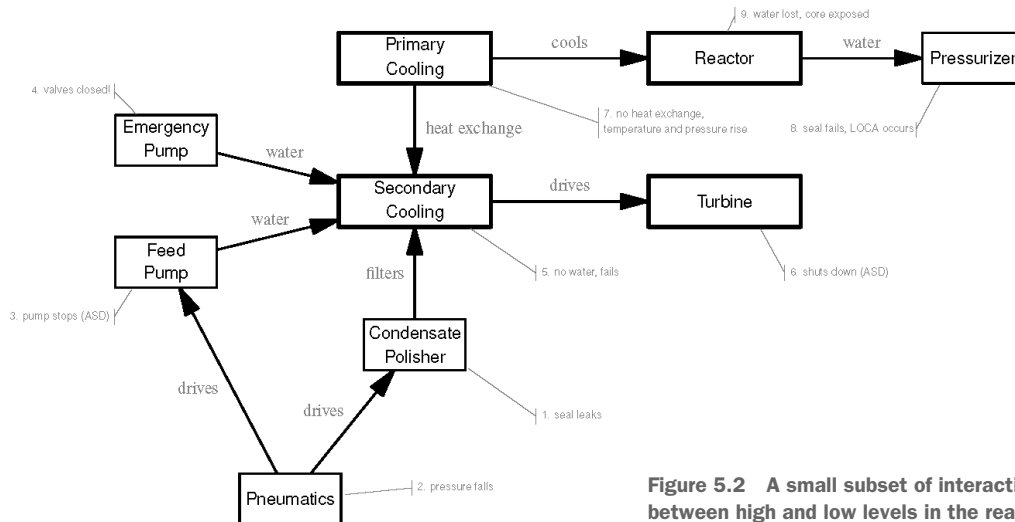 9. water lost, core exposed
Primary
Cooling
cools
Reactor
water
Pressurizer
4. valves closed!
7. no heat exchange,
temperature and pressure rise
8. seal fails, LOCA occurs
Emergency
Pump
heat exchange
water
Secondary
Cooling
drives
Turbine
water
Feed
Pump
filters
5. no water, fails
6. shuts down (ASD)
3. pump stops (ASD)
Condensate
Polisher
drives
drives
1. seal leaks
Pneumatics
2. pressure falls
Figure 5.2 A small subset of interacti
between high and low levels in the rea